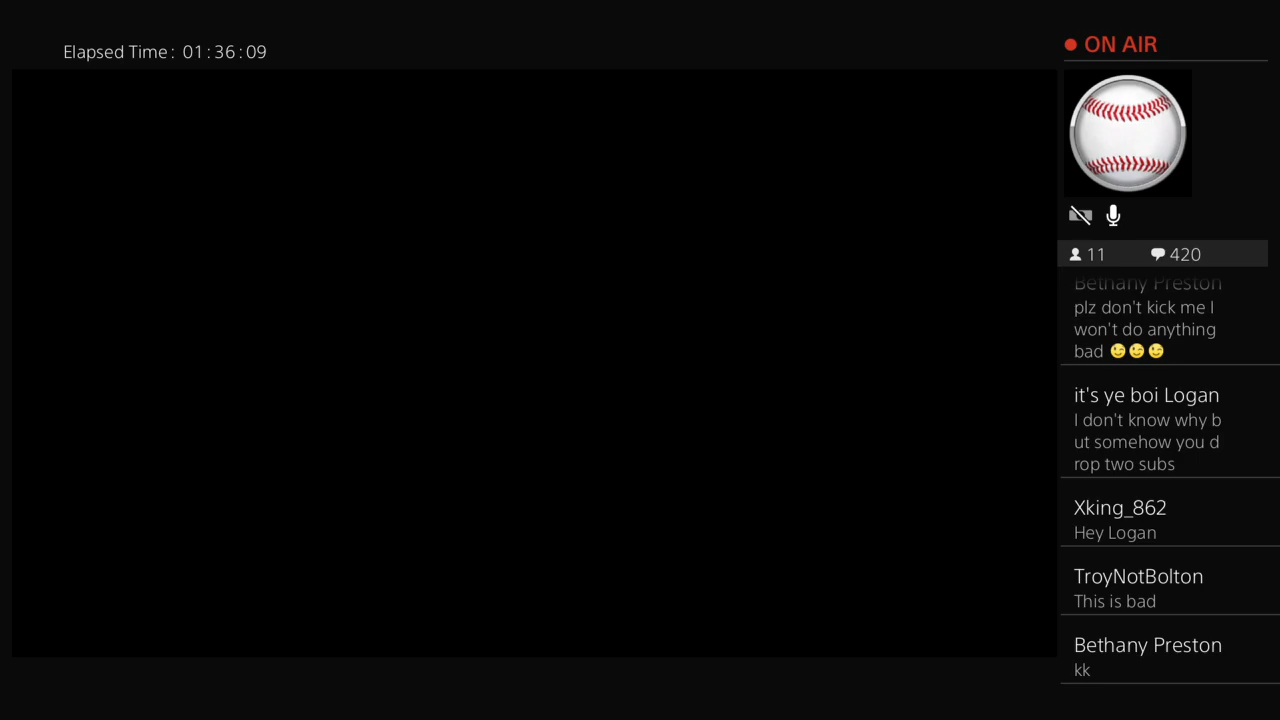 Elapsed Time: 01:36:09
ON AIR
11 420
Bethany Preston
plz don't kick me I
won't do anything
bad 😉😉😉
it's ye boi Logan
I don't know why b
ut somehow you d
rop two subs
Xking_862
Hey Logan
TroyNotBolton
This is bad
Bethany Preston
kk